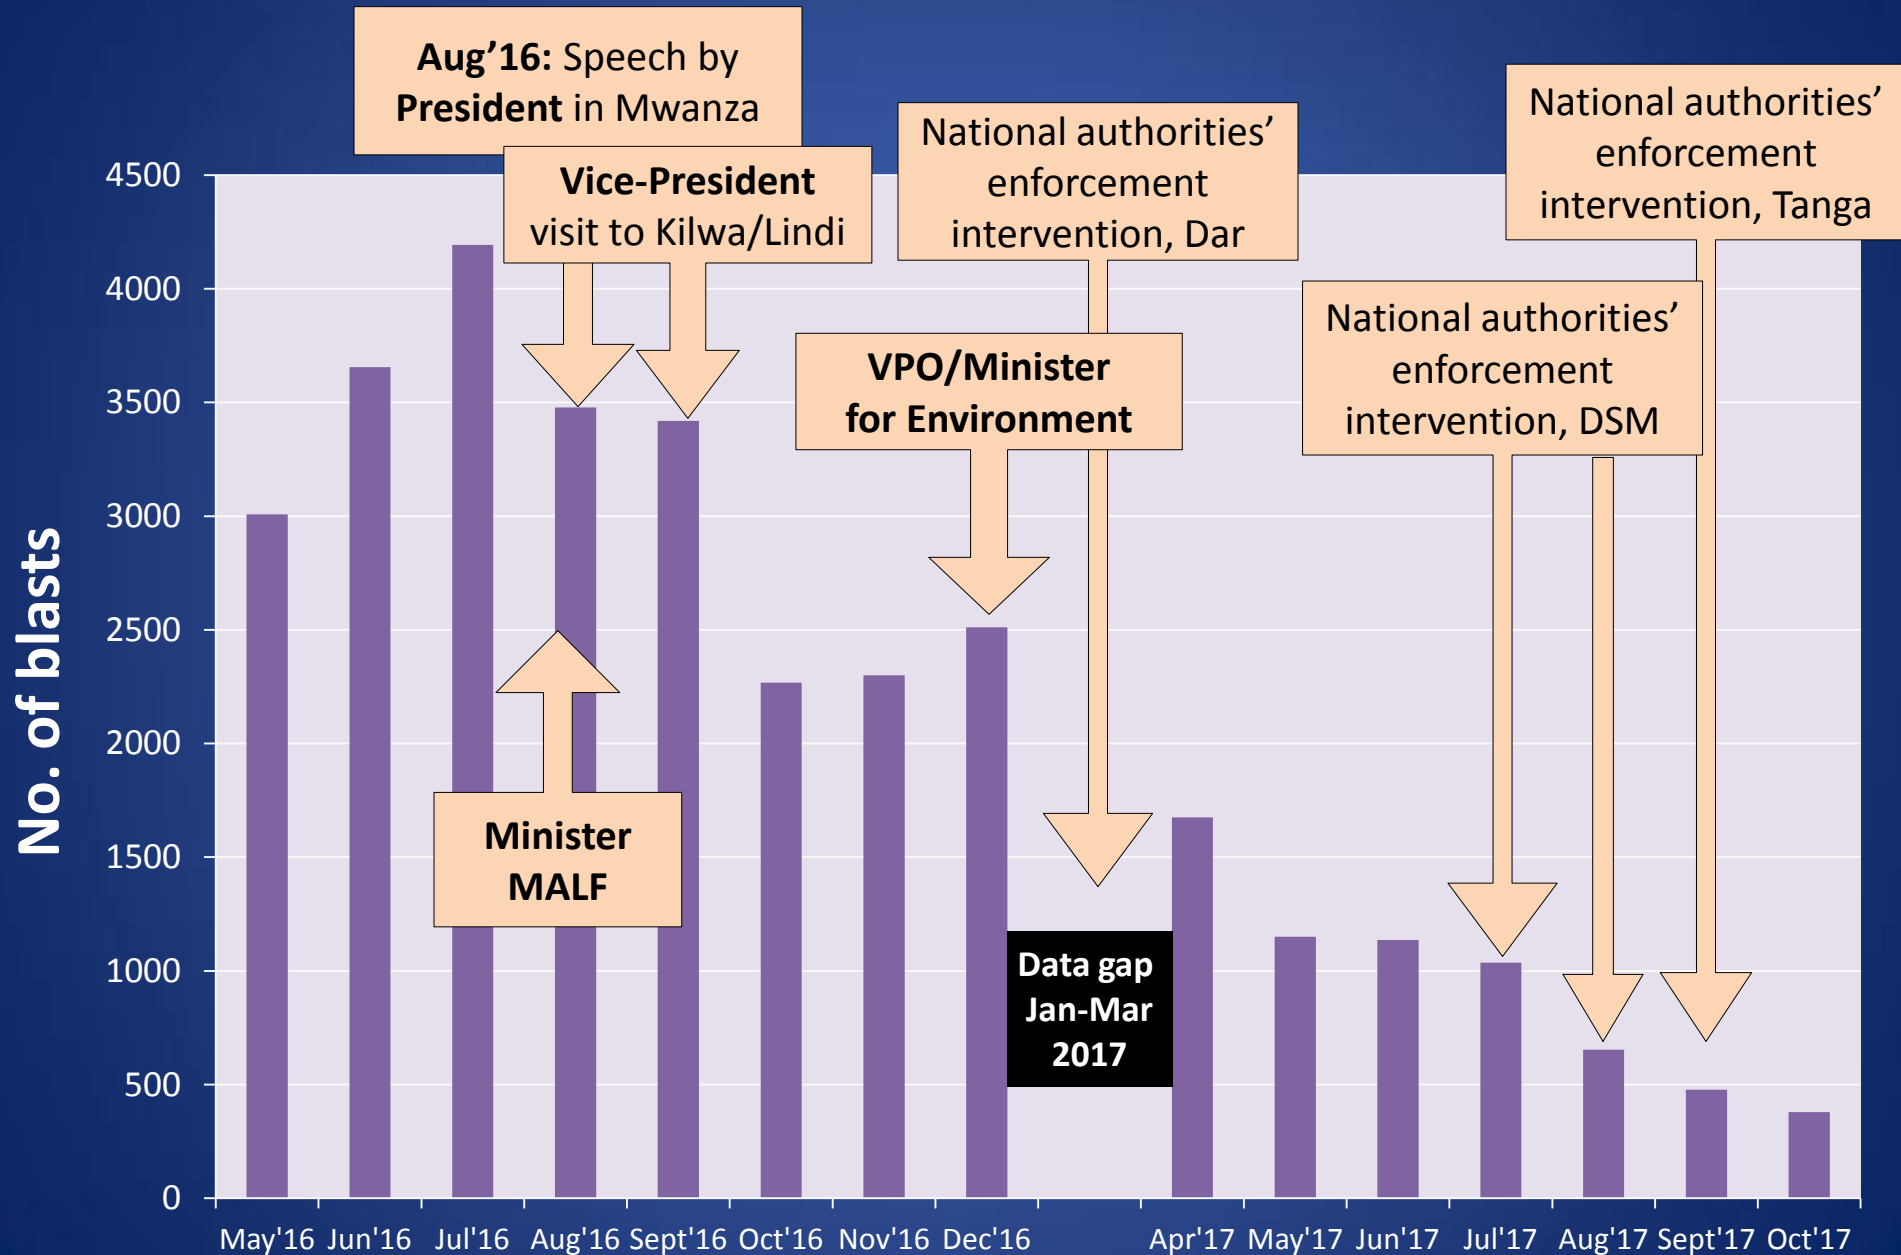 Aug’16: Speech by
President in Mwanza
Vice-President
visit to Kilwa/Lindi
National authorities’
enforcement
intervention, Dar
National authorities’
enforcement
intervention, Tanga
VPO/Minister
for Environment
National authorities’
enforcement
intervention, DSM
Minister
MALF
Data gap
Jan-Mar
2017
No. of blasts
4500
4000
3500
3000
2500
2000
1500
1000
500
0
May'16 Jun'16 Jul'16 Aug'16 Sept'16 Oct'16 Nov'16 Dec'16 Apr'17 May'17 Jun'17 Jul'17 Aug'17 Sept'17 Oct'17